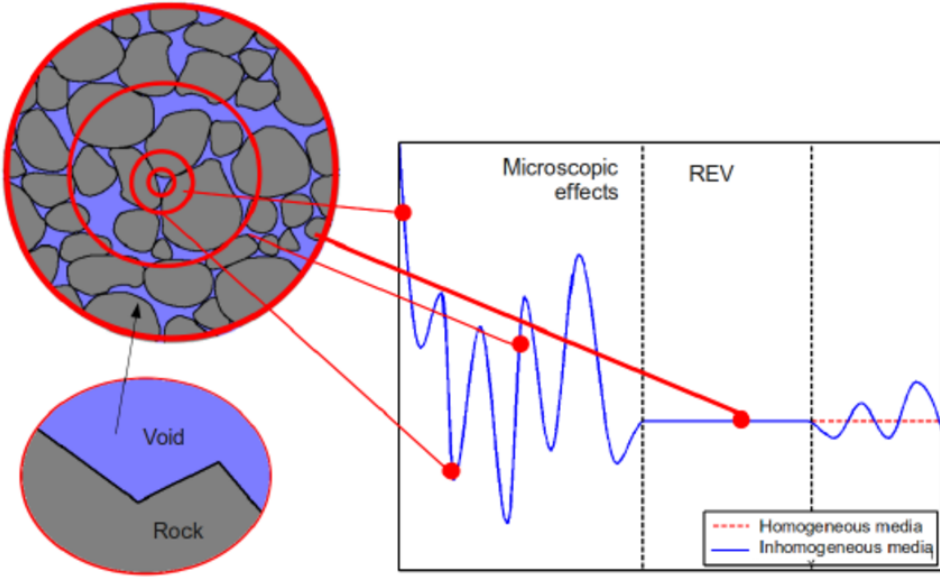 Microscopic
effects
REV
Void
Rock
Homogeneous media
Inhomogeneous media